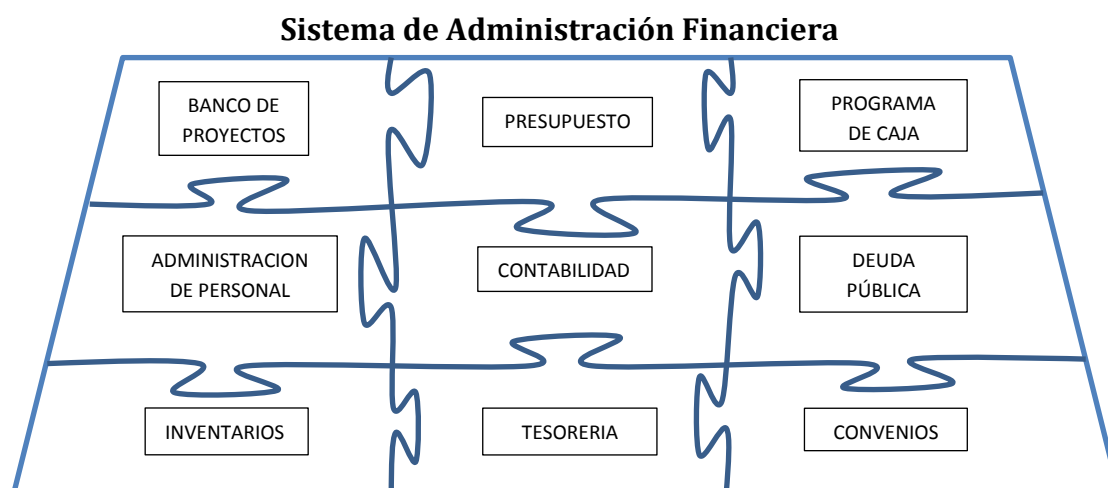 Sistema de Administración Financiera
BANCO DE
PROYECTOS
PRESUPUESTO
PROGRAMA
DE CAJA
ADMINISTRACION
DE PERSONAL
CONTABILIDAD
DEUDA
PÚBLICA
INVENTARIOS
TESORERIA
CONVENIOS